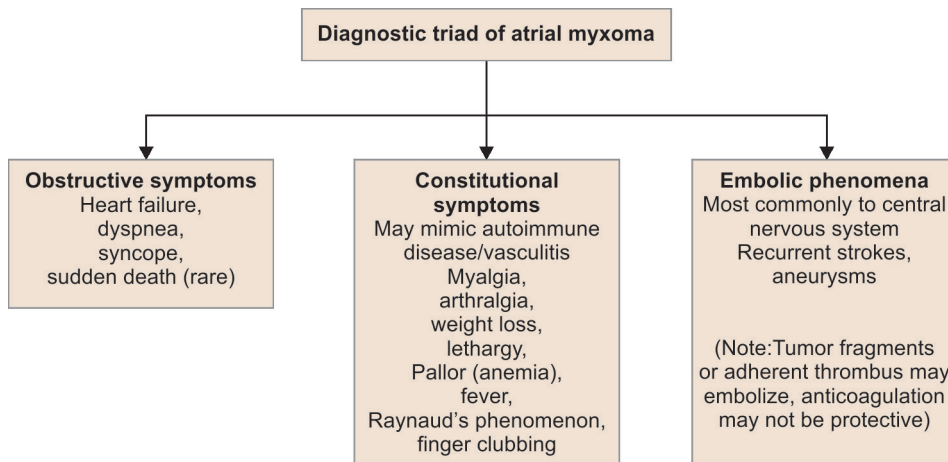 Diagnostic triad of atrial myxoma
Obstructive symptoms
Heart failure,
dyspnea,
syncope,
sudden death (rare)
Constitutional
symptoms
May mimic autoimmune
disease/vasculitis
Myalgia,
arthralgia,
weight loss,
lethargy,
Pallor (anemia),
fever,
Raynaud's phenomenon,
finger clubbing
Embolic phenomena
Most commonly to central
nervous system
Recurrent strokes,
aneurysms
(Note:Tumor fragments
or adherent thrombus may
embolize, anticoagulation
may not be protective)